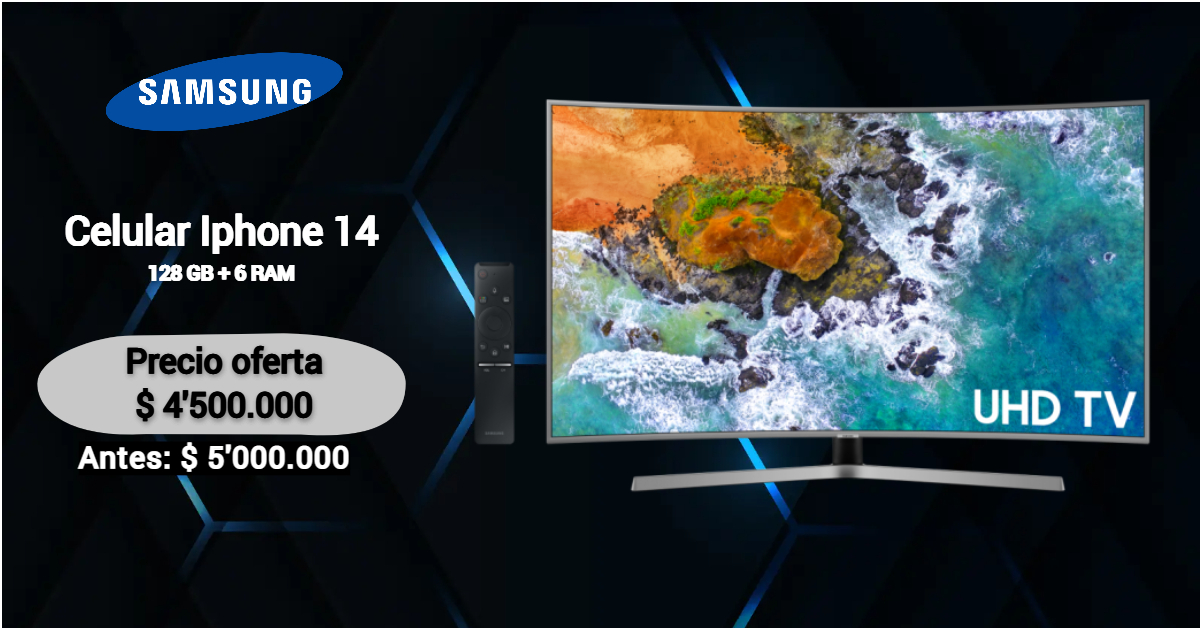 SAMSUNG
Celular Iphone 14
128 GB + 6 RAM
Precio oferta
$ 4'500.000
Antes: $ 5'000.000
UHD TV